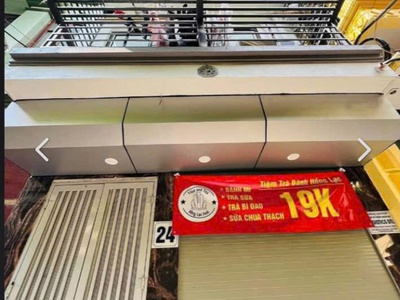 Tiệm Trà Bánh Hồng Lạc
BÁNH MÌ
TRÀ SỮA
TRÀ BÍ ĐAO
SỮA CHUA THẠCH
19K
24